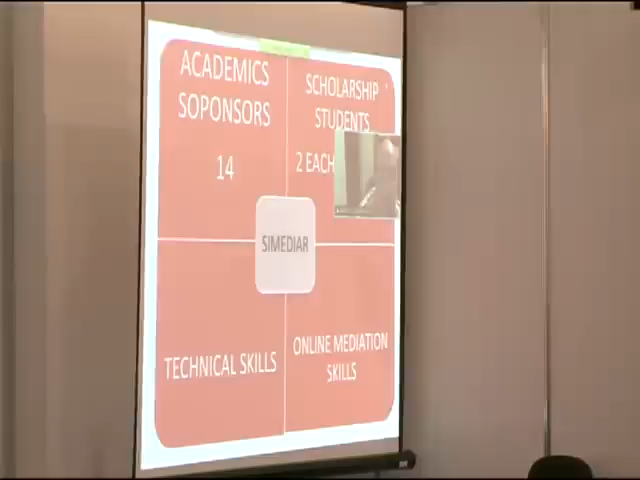 ACADEMICS
SOPONSORS
14
SCHOLARSHIP
STUDENTS
2 EACH
SIMEDIAR
TECHNICAL SKILLS
ONLINE MEDIATION
SKILLS